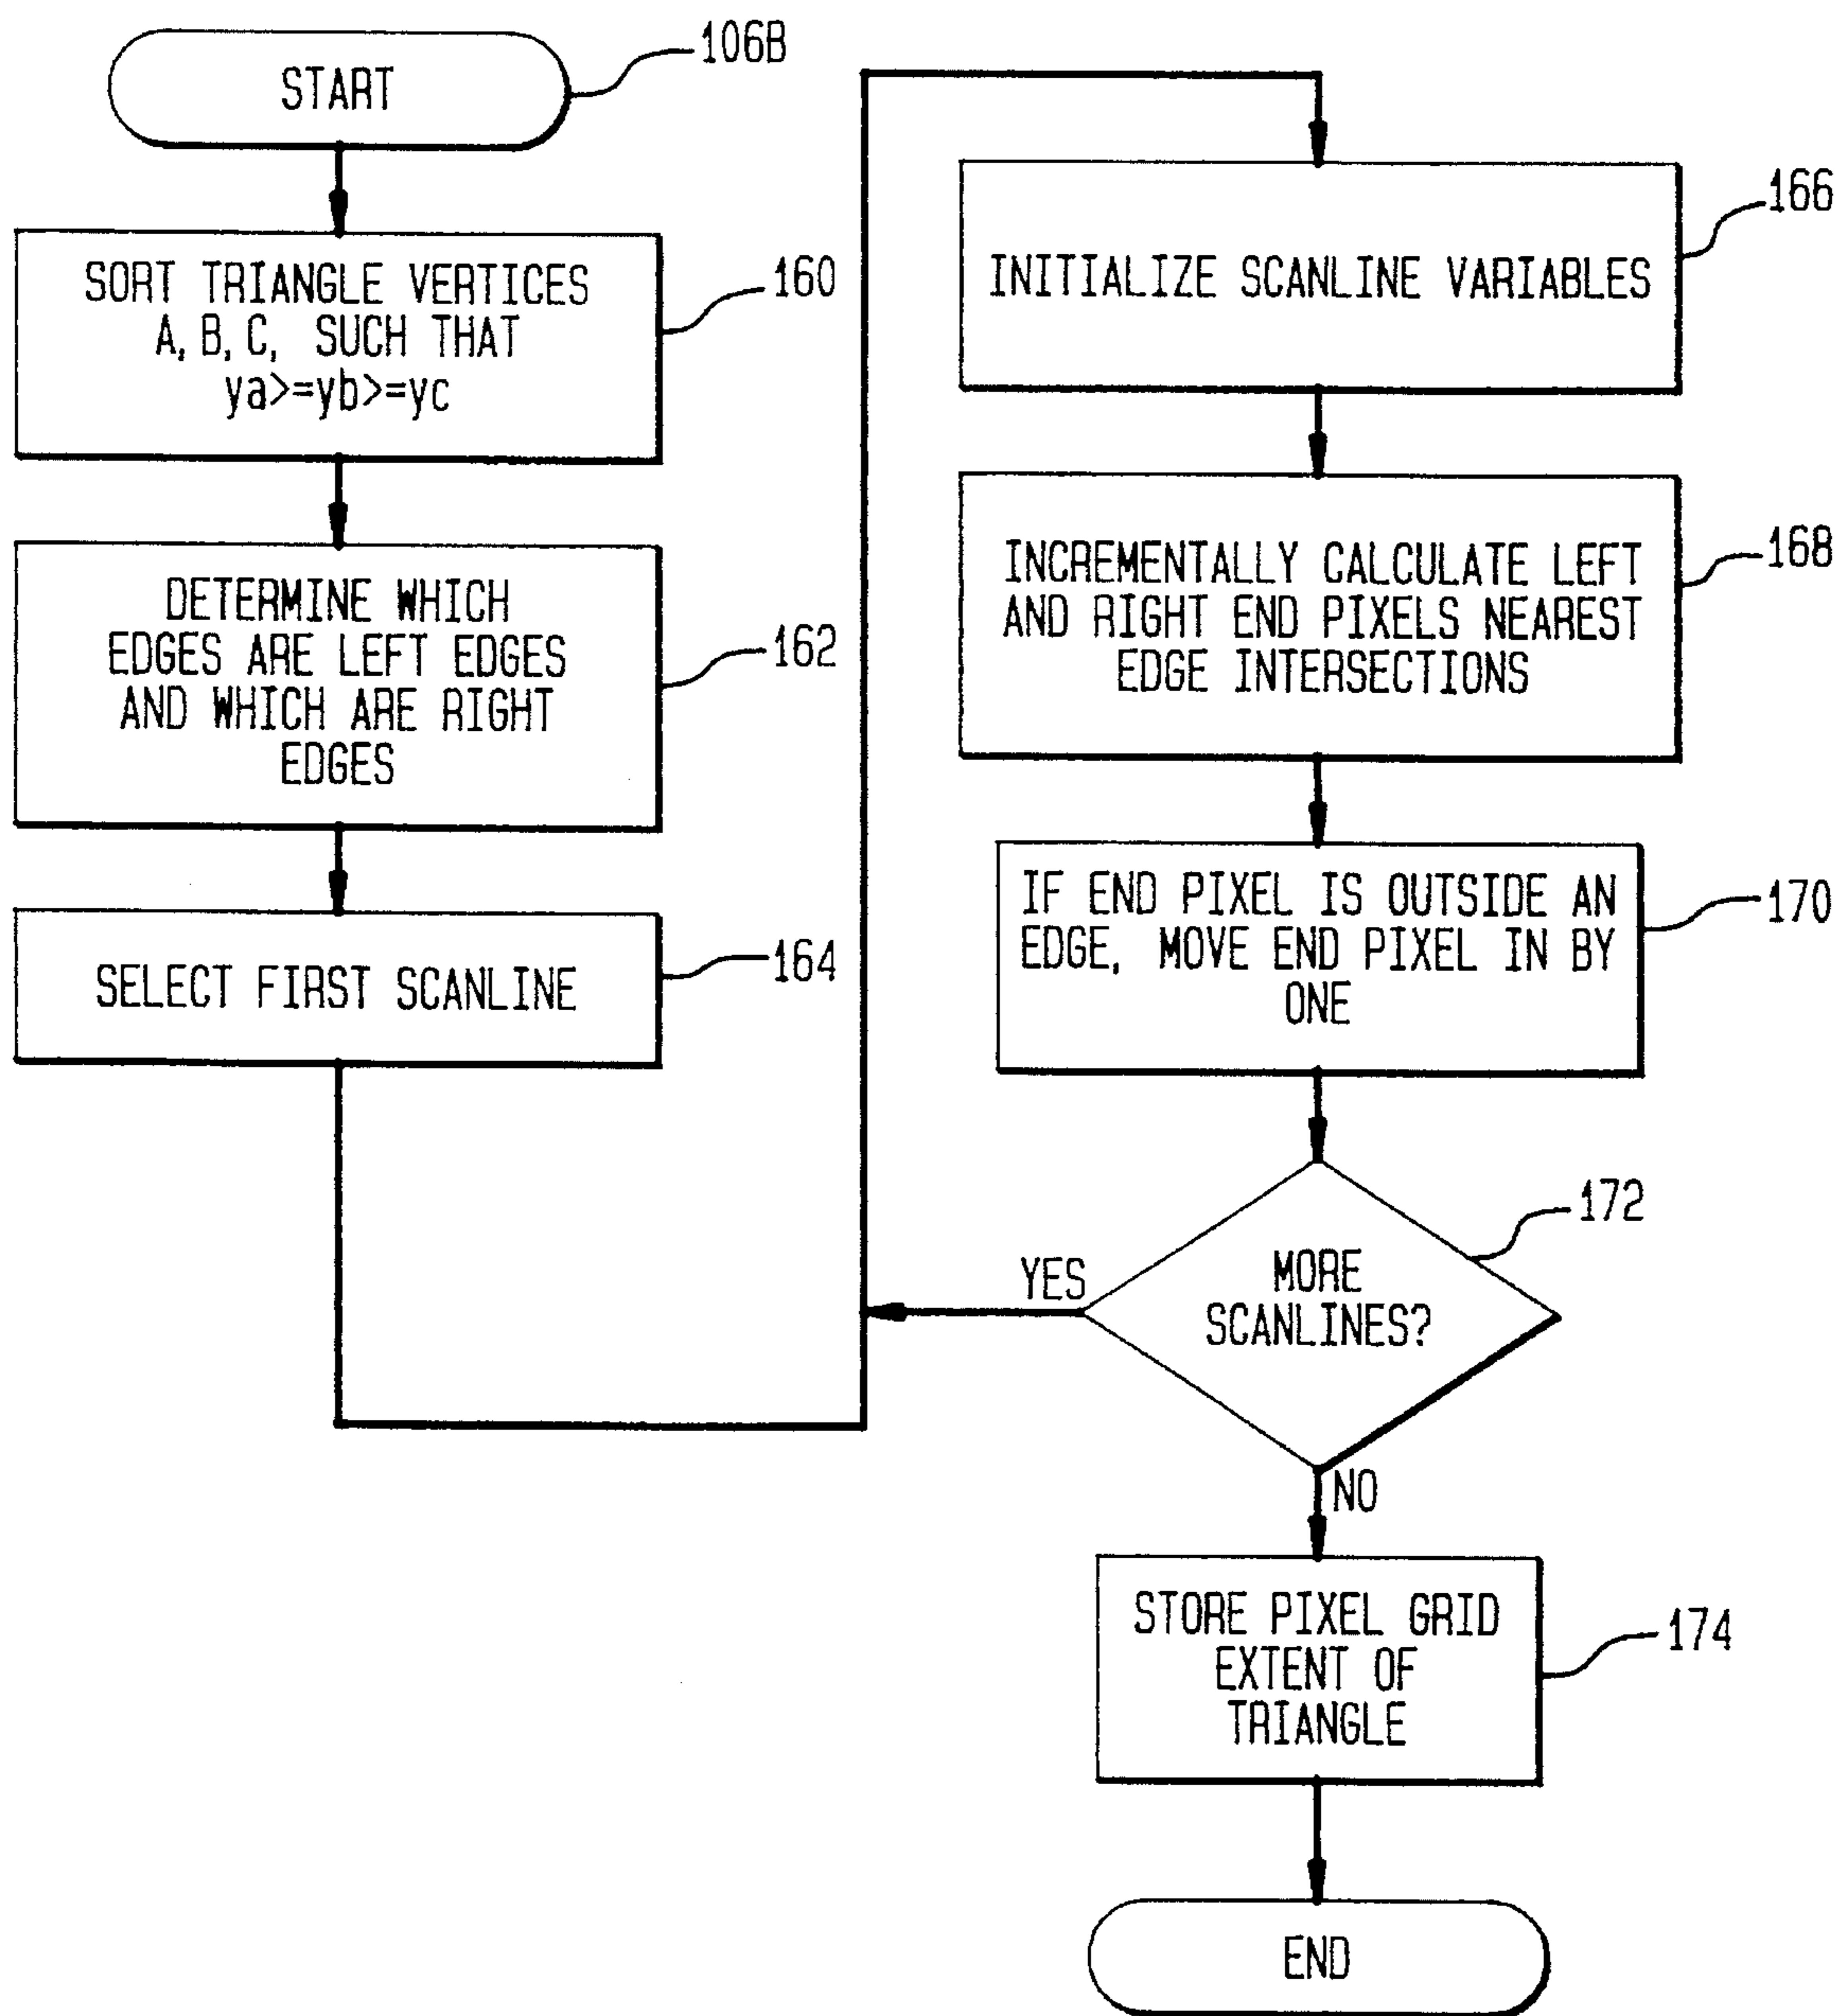 START
106B
SORT TRIANGLE VERTICES
A, B, C, SUCH THAT
ya>=yb>=yc
160
DETERMINE WHICH
EDGES ARE LEFT EDGES
AND WHICH ARE RIGHT
EDGES
162
SELECT FIRST SCANLINE
164
INITIALIZE SCANLINE VARIABLES
166
INCREMENTALLY CALCULATE LEFT
AND RIGHT END PIXELS NEAREST
EDGE INTERSECTIONS
168
IF END PIXEL IS OUTSIDE AN
EDGE, MOVE END PIXEL IN BY
ONE
170
MORE
SCANLINES?
172
YES
NO
STORE PIXEL GRID
EXTENT OF
TRIANGLE
174
END